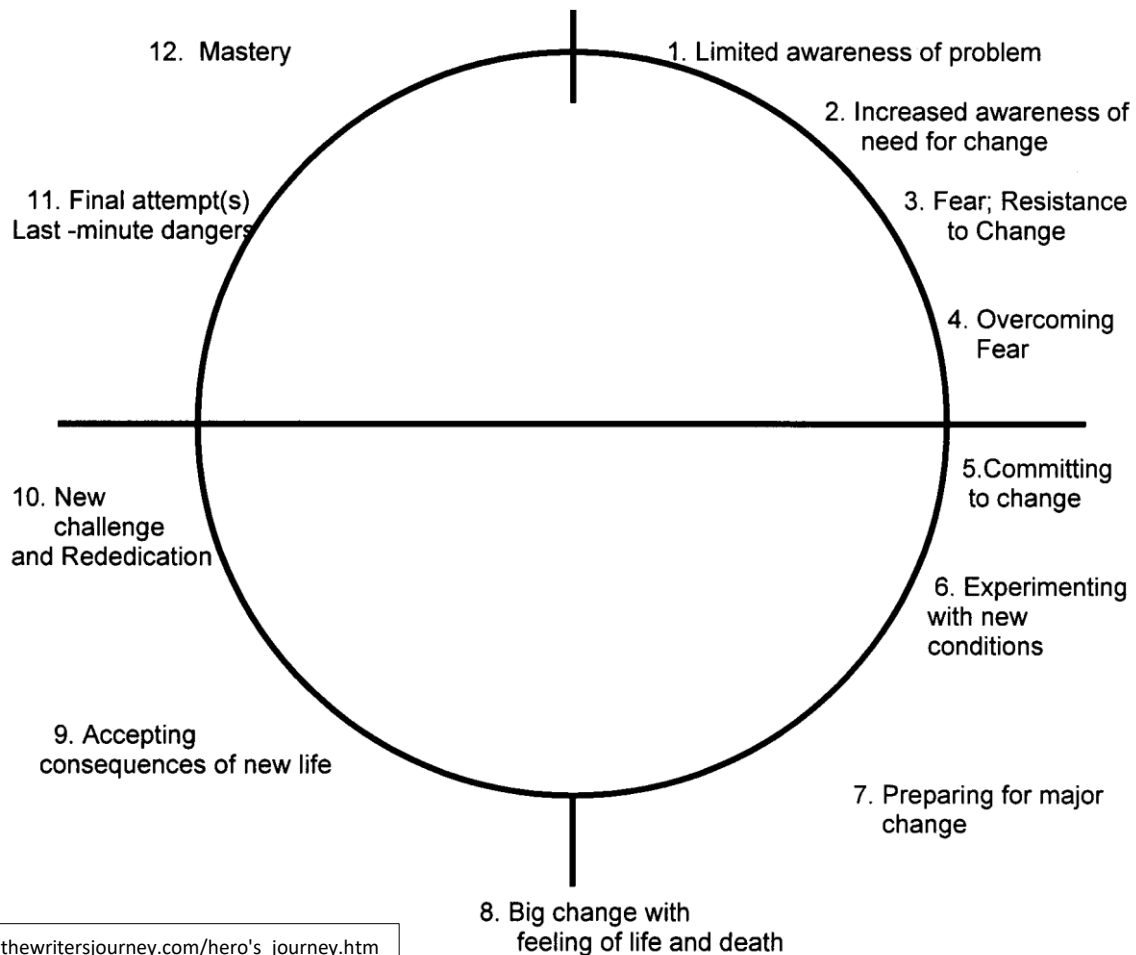 12. Mastery
1. Limited awareness of problem
2. Increased awareness of
need for change
3. Fear; Resistance
to Change
4. Overcoming
Fear
5.Committing
to change
6. Experimenting
with new
conditions
7. Preparing for major
change
8. Big change with
feeling of life and death
9. Accepting
consequences of new life
10. New
challenge
and Rededication
11. Final attempt(s)
Last -minute dangers
thewritersjourney.com/hero's_journey.htm